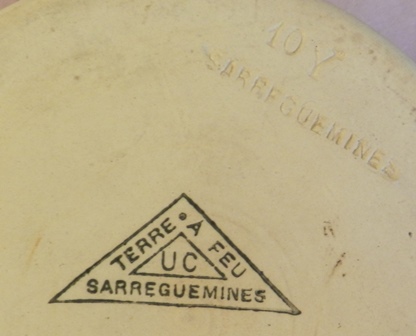 10Y
SARREGUEMINES
TERRE • A FEU
UC
SARREGUEMINES